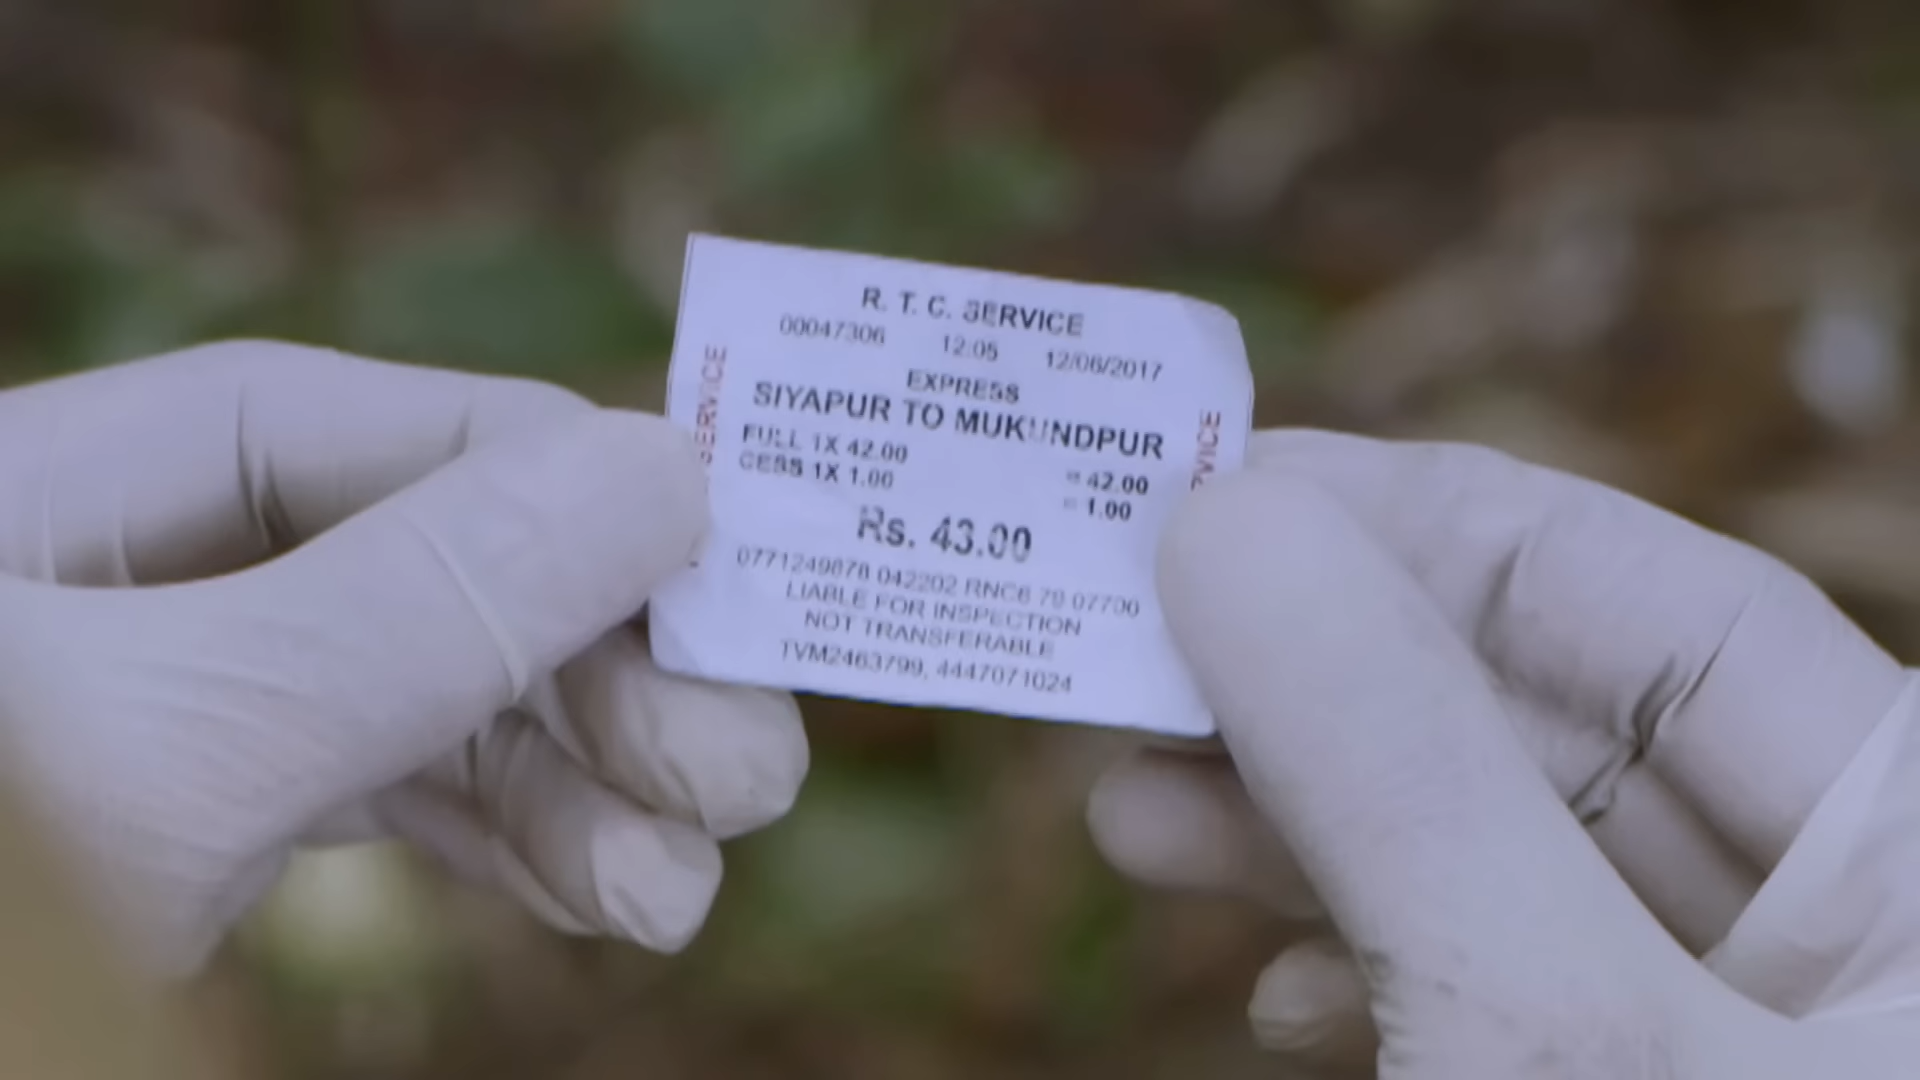 R. T. C. SERVICE
00047306 12:05 12/06/2017
EXPRESS
SIYAPUR TO MUKUNDPUR
FULL 1X 42.00 = 42.00
CESS 1X 1.00 = 1.00
Rs. 43.00
0771249878 042202 RNC6 79 07700
LIABLE FOR INSPECTION
NOT TRANSFERABLE
TVM2463799, 4447071024
SERVICE
VICE